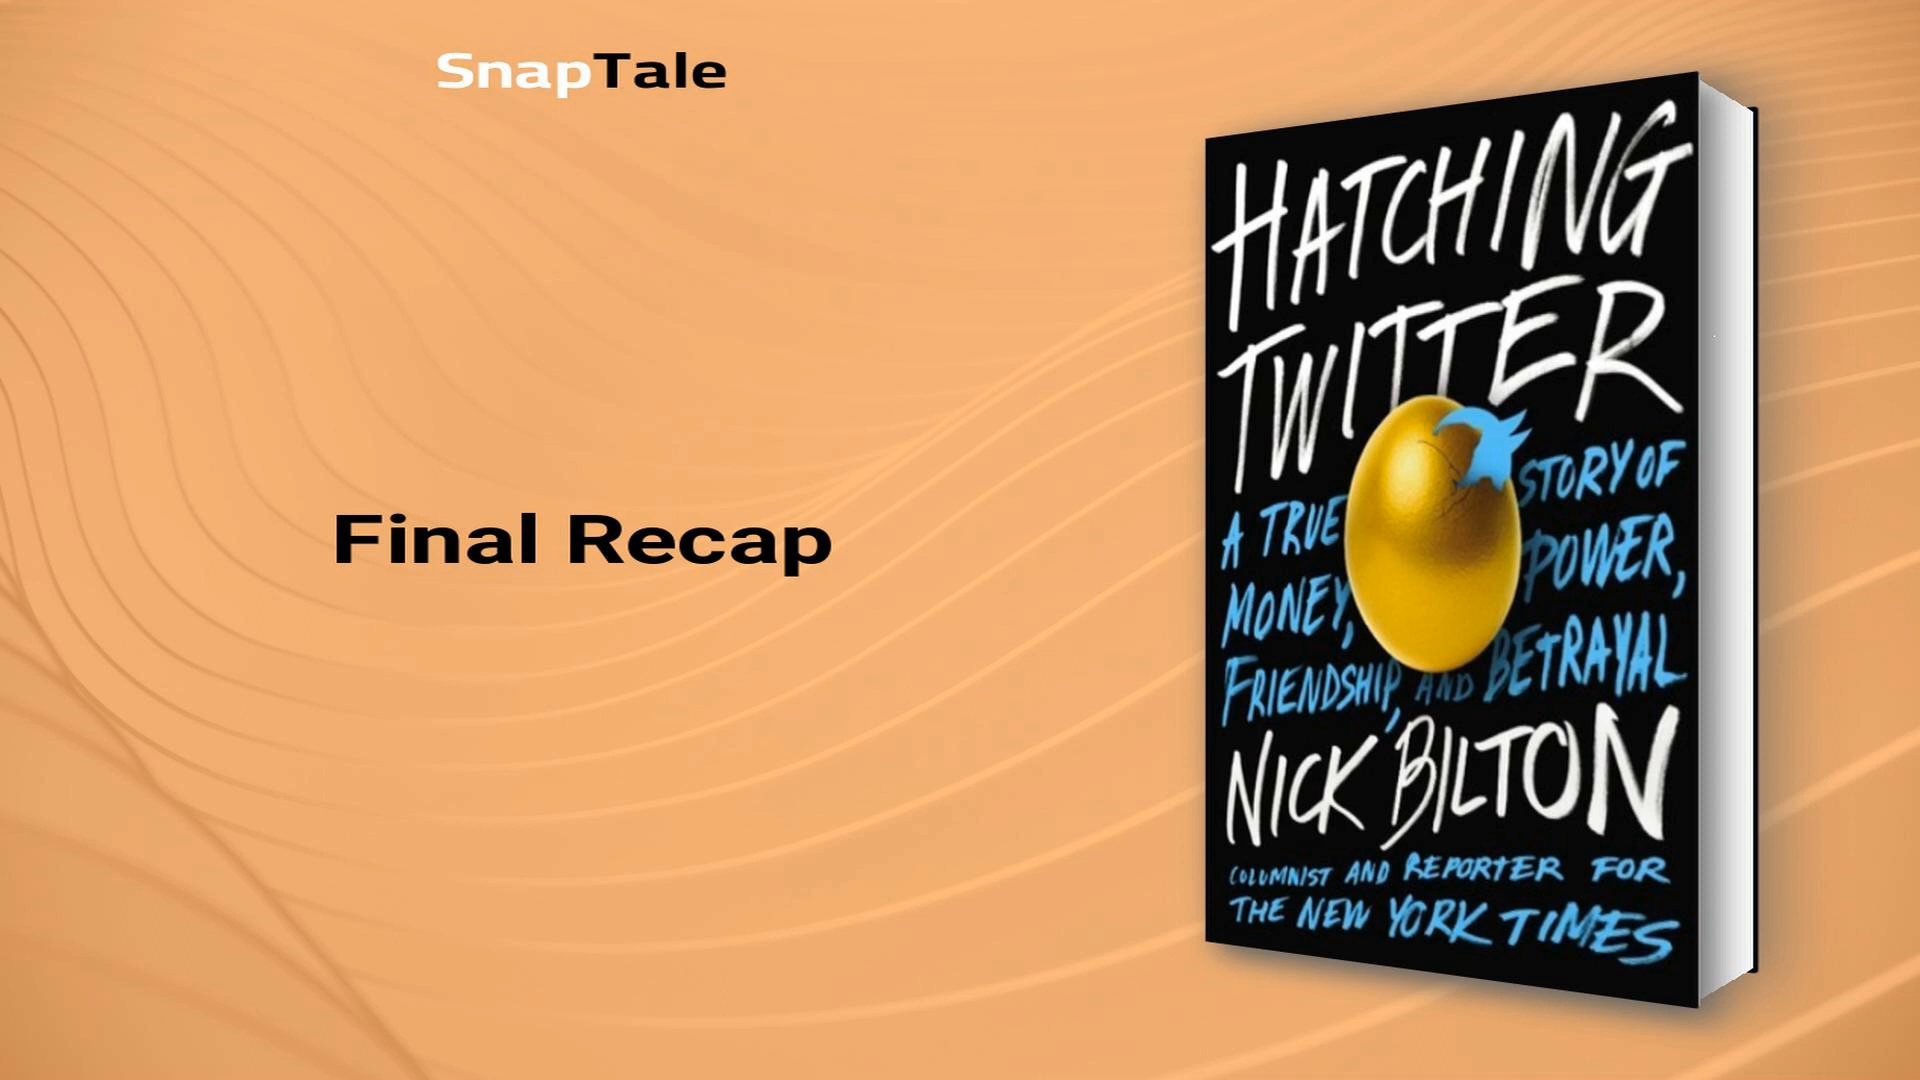 SnapTale
Final Recap
HATCHING
TWITTER
A TRUE STORY OF
MONEY, POWER,
FRIENDSHIP, AND BETRAYAL
NICK BILTON
COLUMNIST AND REPORTER FOR
THE NEW YORK TIMES